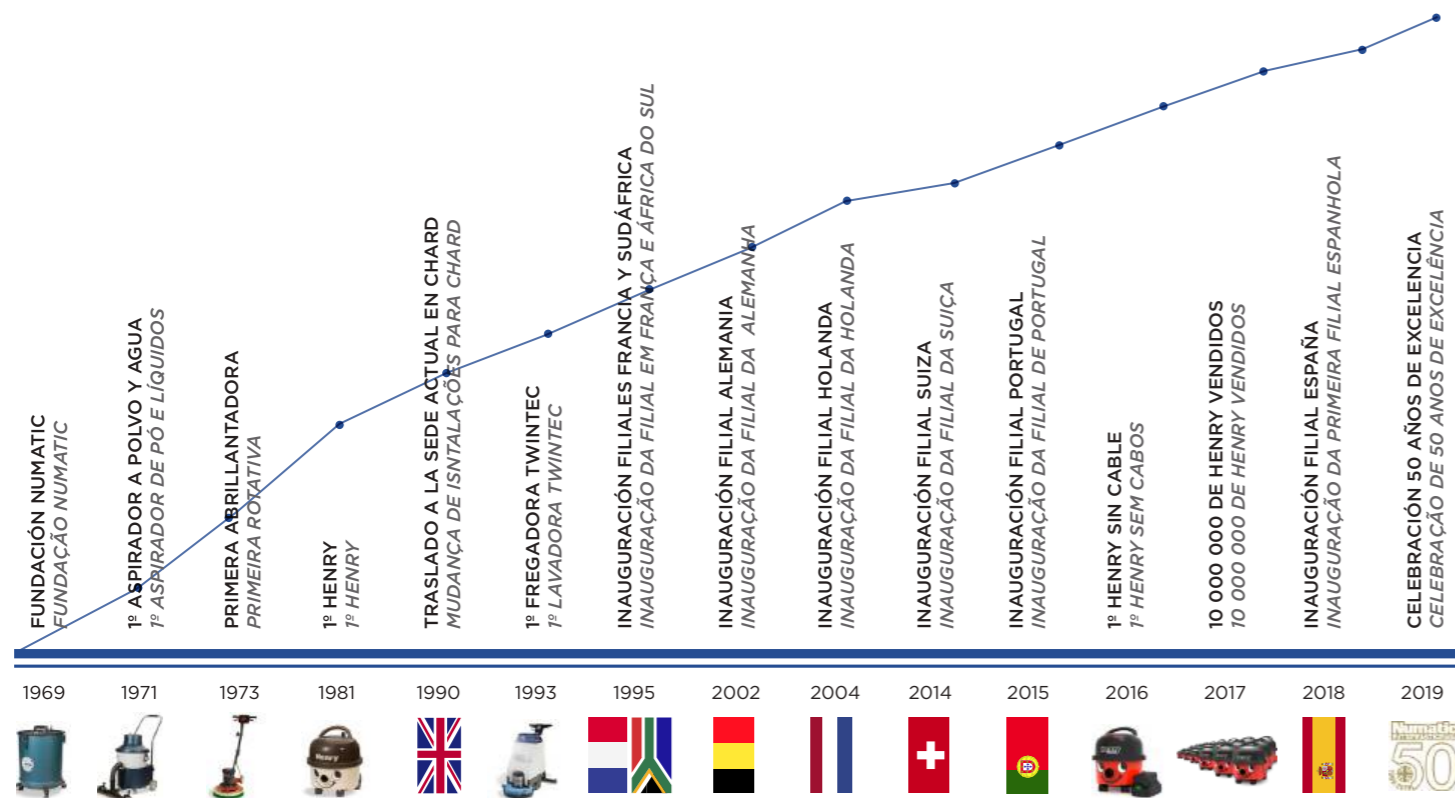 FUNDACIÓN NUMATIC
FUNDAÇÃO NUMATIC
1º ASPIRADOR A POLVO Y AGUA
1º ASPIRADOR DE PÓ E LÍQUIDOS
PRIMERA ABRILLANTADORA
PRIMEIRA ROTATIVA
1º HENRY
1º HENRY
TRASLADO A LA SEDE ACTUAL EN CHARD
MUDANÇA DE ISNTALAÇÕES PARA CHARD
1º FREGADORA TWINTEC
1º LAVADORA TWINTEC
INAUGURACIÓN FILIALES FRANCIA Y SUDÁFRICA
INAUGURAÇÃO DA FILIAL EM FRANÇA E ÁFRICA DO SUL
INAUGURACIÓN FILIAL ALEMANIA
INAUGURAÇÃO DA FILIAL DA ALEMANHA
INAUGURACIÓN FILIAL HOLANDA
INAUGURAÇÃO DA FILIAL DA HOLANDA
INAUGURACIÓN FILIAL SUIZA
INAUGURAÇÃO DA FILIAL DA SUIÇA
INAUGURACIÓN FILIAL PORTUGAL
INAUGURAÇÃO DA FILIAL DE PORTUGAL
1º HENRY SIN CABLE
1º HENRY SEM CABOS
10 000 000 DE HENRY VENDIDOS
10 000 000 DE HENRY VENDIDOS
INAUGURACIÓN FILIAL ESPAÑA
INAUGURAÇÃO DA PRIMEIRA FILIAL ESPANHOLA
CELEBRACIÓN 50 AÑOS DE EXCELENCIA
CELEBRAÇÃO DE 50 ANOS DE EXCELÊNCIA
1969 1971 1973 1981 1990 1993 1995 2002 2004 2014 2015 2016 2017 2018 2019
Henry
Numatic
50